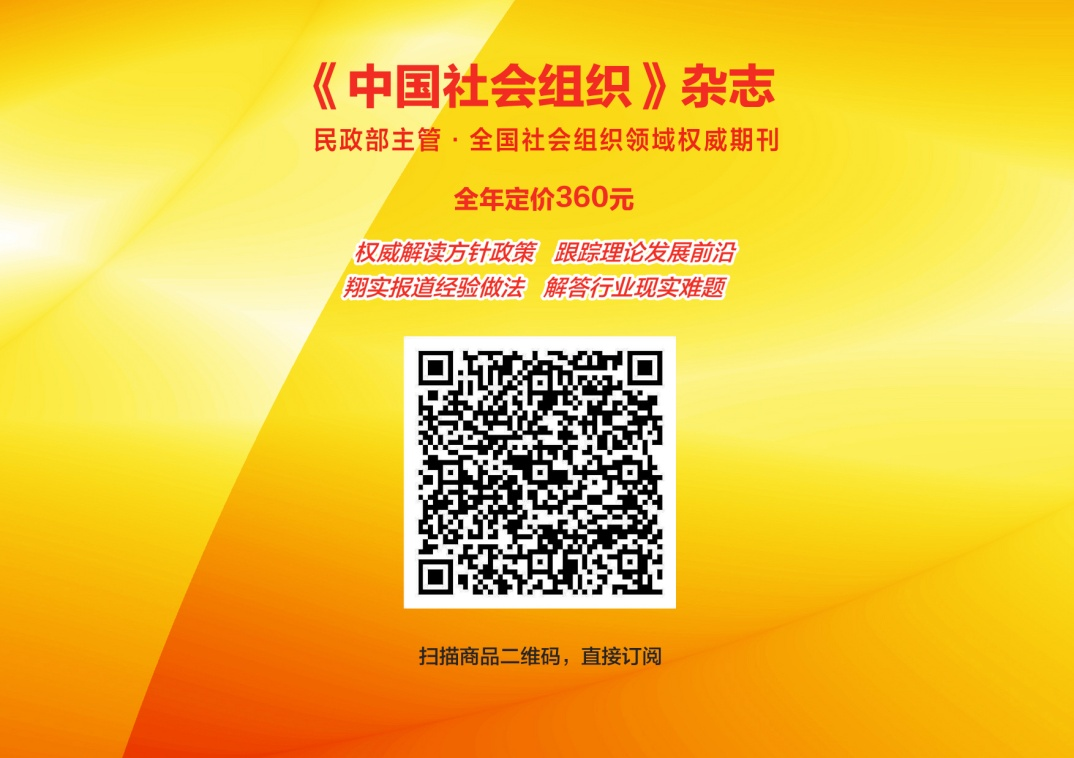 《中国社会组织》杂志
民政部主管·全国社会组织领域权威期刊
全年定价360元
权威解读方针政策 跟踪理论发展前沿
翔实报道经验做法 解答行业现实难题
扫描商品二维码，直接订阅